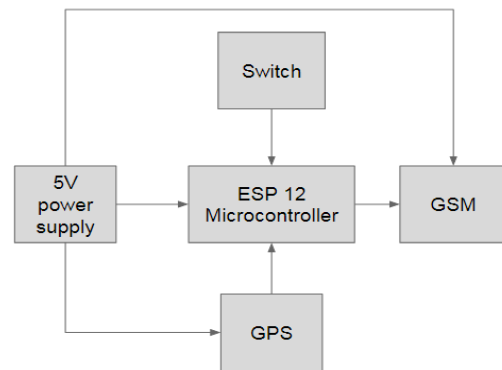 Switch
5V
power
supply
ESP 12
Microcontroller
GSM
GPS